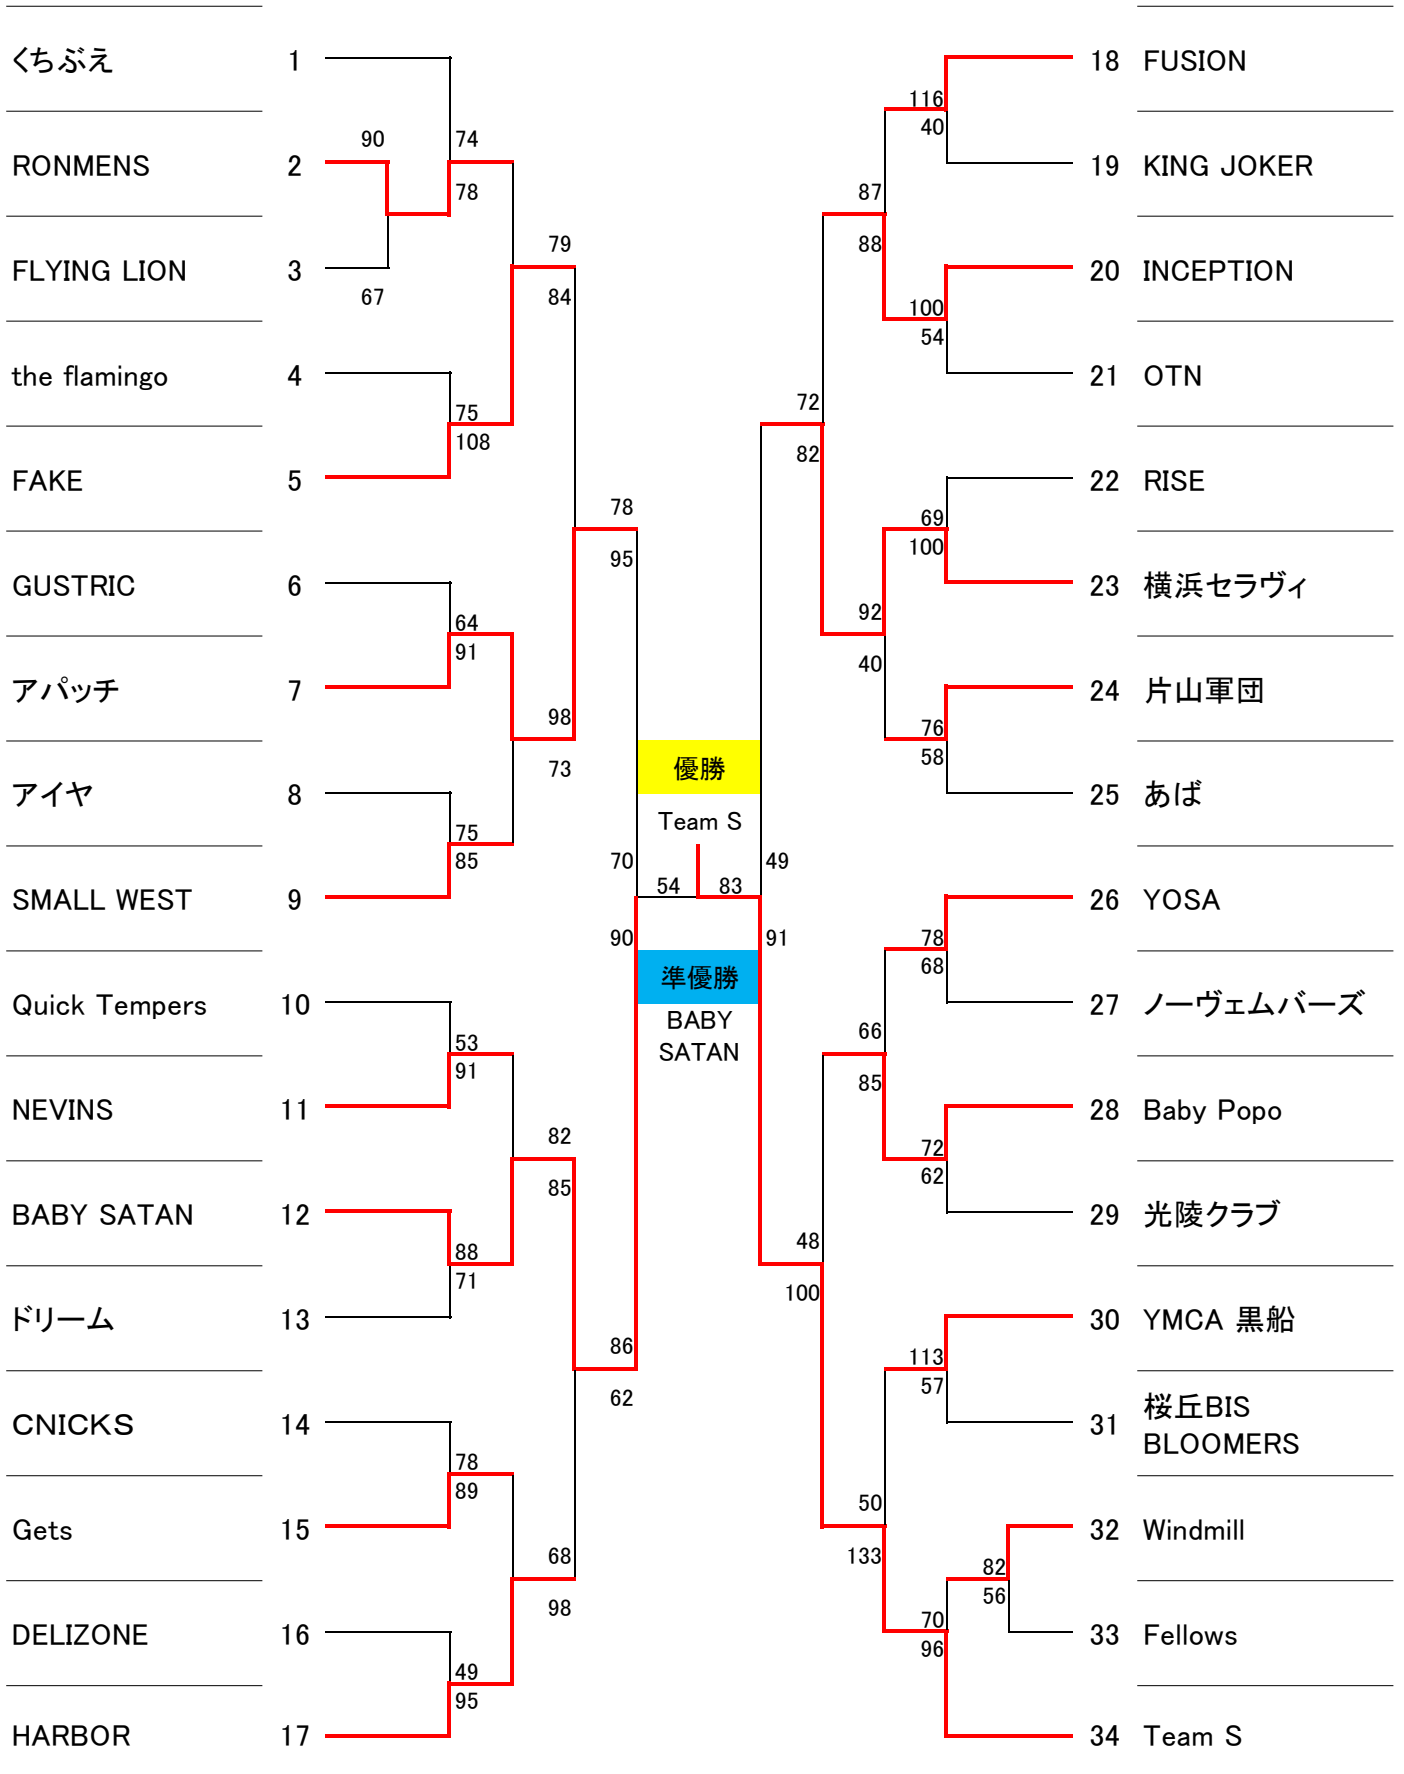 くちぶえ 1
RONMENS 2
FLYING LION 3
the flamingo 4
FAKE 5
GUSTRIC 6
アパッチ 7
アイヤ 8
SMALL WEST 9
Quick Tempers 10
NEVINS 11
BABY SATAN 12
ドリーム 13
CNICKS 14
Gets 15
DELIZONE 16
HARBOR 17
90
67
74
78
75
108
64
91
75
85
53
91
88
71
78
89
49
95
79
84
98
73
82
85
68
98
78
95
86
62
70
90
優勝
Team S
54 83
準優勝
BABY
SATAN
49
91
72
82
48
100
87
88
92
40
66
85
50
133
116
40
100
54
69
100
76
58
78
68
72
62
113
57
70
96
82
56
18 FUSION
19 KING JOKER
20 INCEPTION
21 OTN
22 RISE
23 横浜セラヴィ
24 片山軍団
25 あば
26 YOSA
27 ノーヴェムバーズ
28 Baby Popo
29 光陵クラブ
30 YMCA 黒船
31 桜丘BIS
BLOOMERS
32 Windmill
33 Fellows
34 Team S